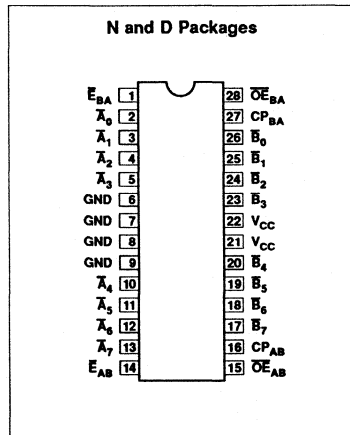 N and D Packages
E̅BA 1 28 O̅E̅BA
A̅0 2 27 CPBA
A̅1 3 26 B̅0
A̅2 4 25 B̅1
A̅3 5 24 B̅2
GND 6 23 B̅3
GND 7 22 VCC
GND 8 21 VCC
GND 9 20 B̅4
A̅4 10 19 B̅5
A̅5 11 18 B̅6
A̅6 12 17 B̅7
A̅7 13 16 CPAB
E̅AB 14 15 O̅E̅AB